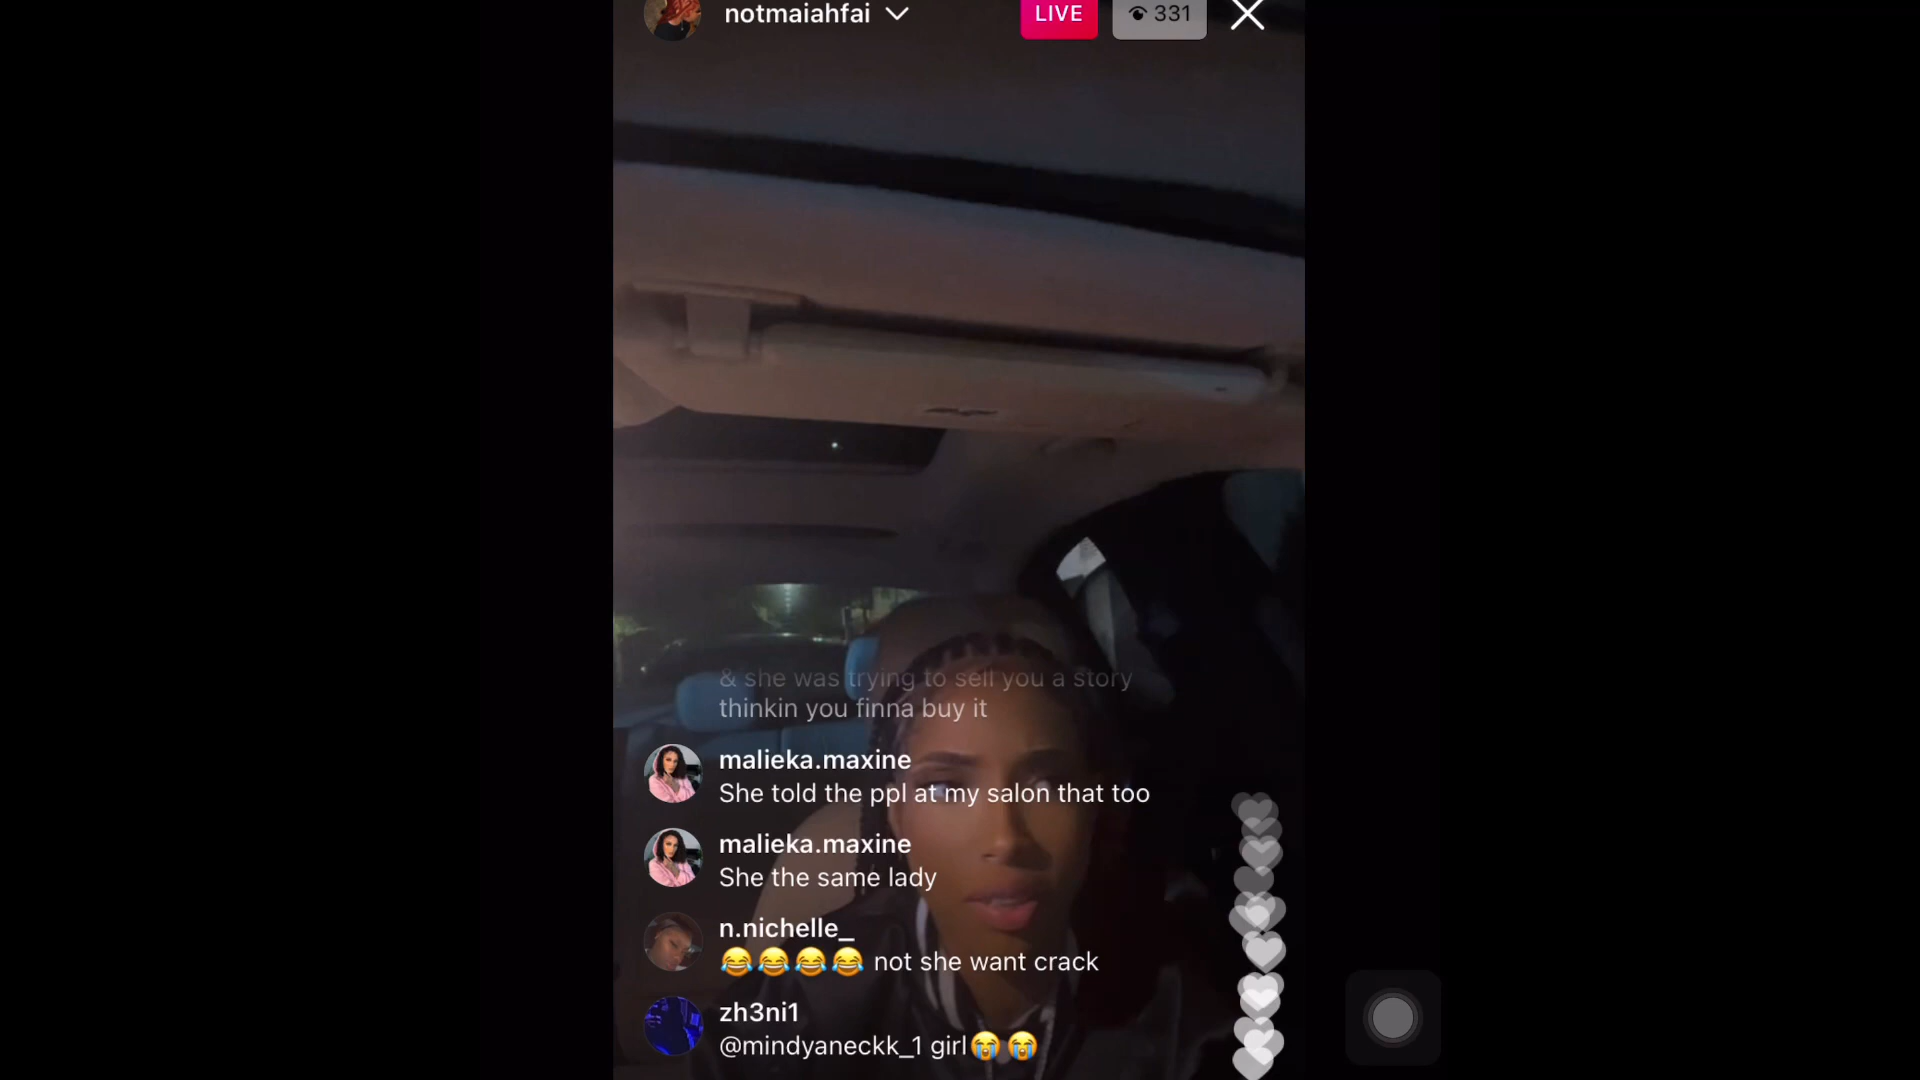 notmaiahfai
LIVE
331
& she was trying to sell you a story
thinkin you finna buy it
malieka.maxine
She told the ppl at my salon that too
malieka.maxine
She the same lady
n.nichelle_
😂😂😂😂 not she want crack
zh3ni1
@mindyaneckk_1 girl😭😭